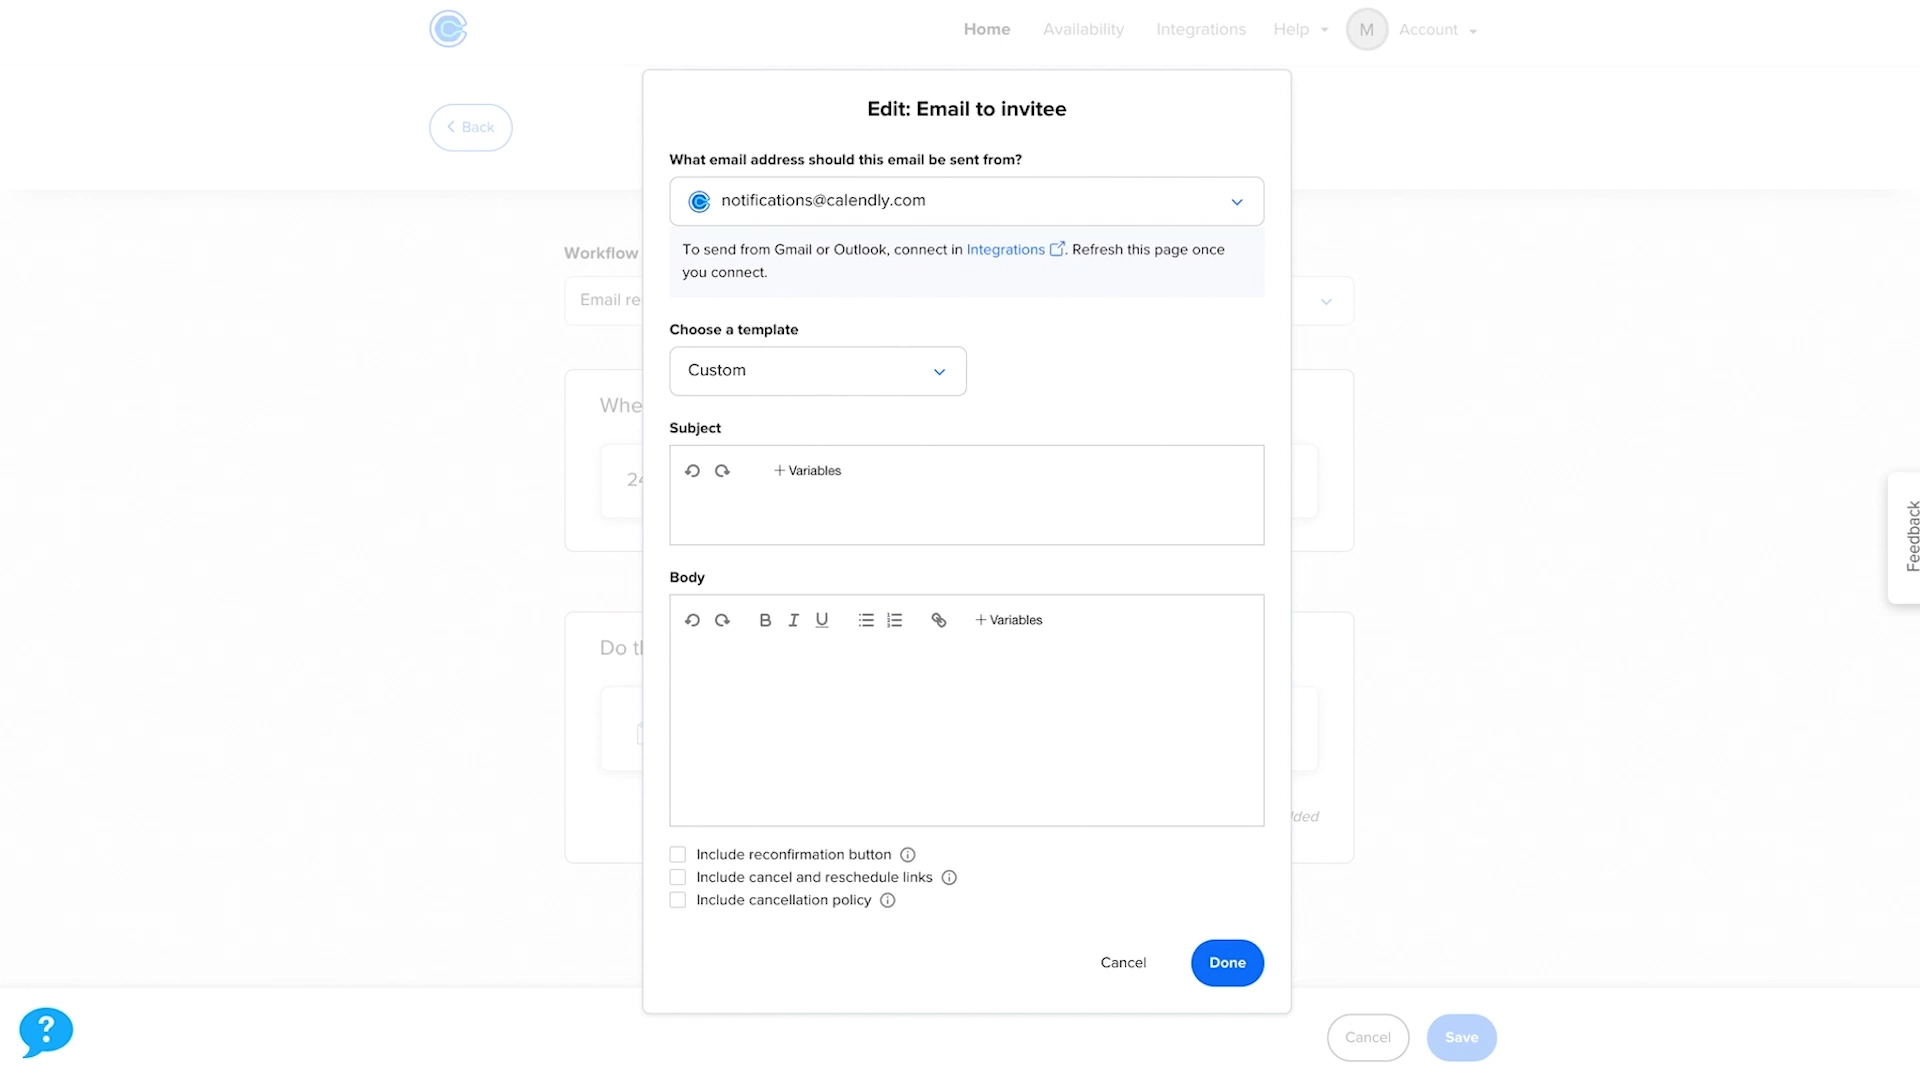 Home
Availability
Integrations
Help
M
Account
Back
Edit: Email to invitee
What email address should this email be sent from?
notifications@calendly.com
To send from Gmail or Outlook, connect in Integrations . Refresh this page once
you connect.
Workflow
Email re
Choose a template
Custom
Whe
Subject
+ Variables
24
Feedback
Body
B I U
+ Variables
Do th
Include reconfirmation button
Include cancel and reschedule links
Include cancellation policy
Cancel
Done
?
Cancel
Save